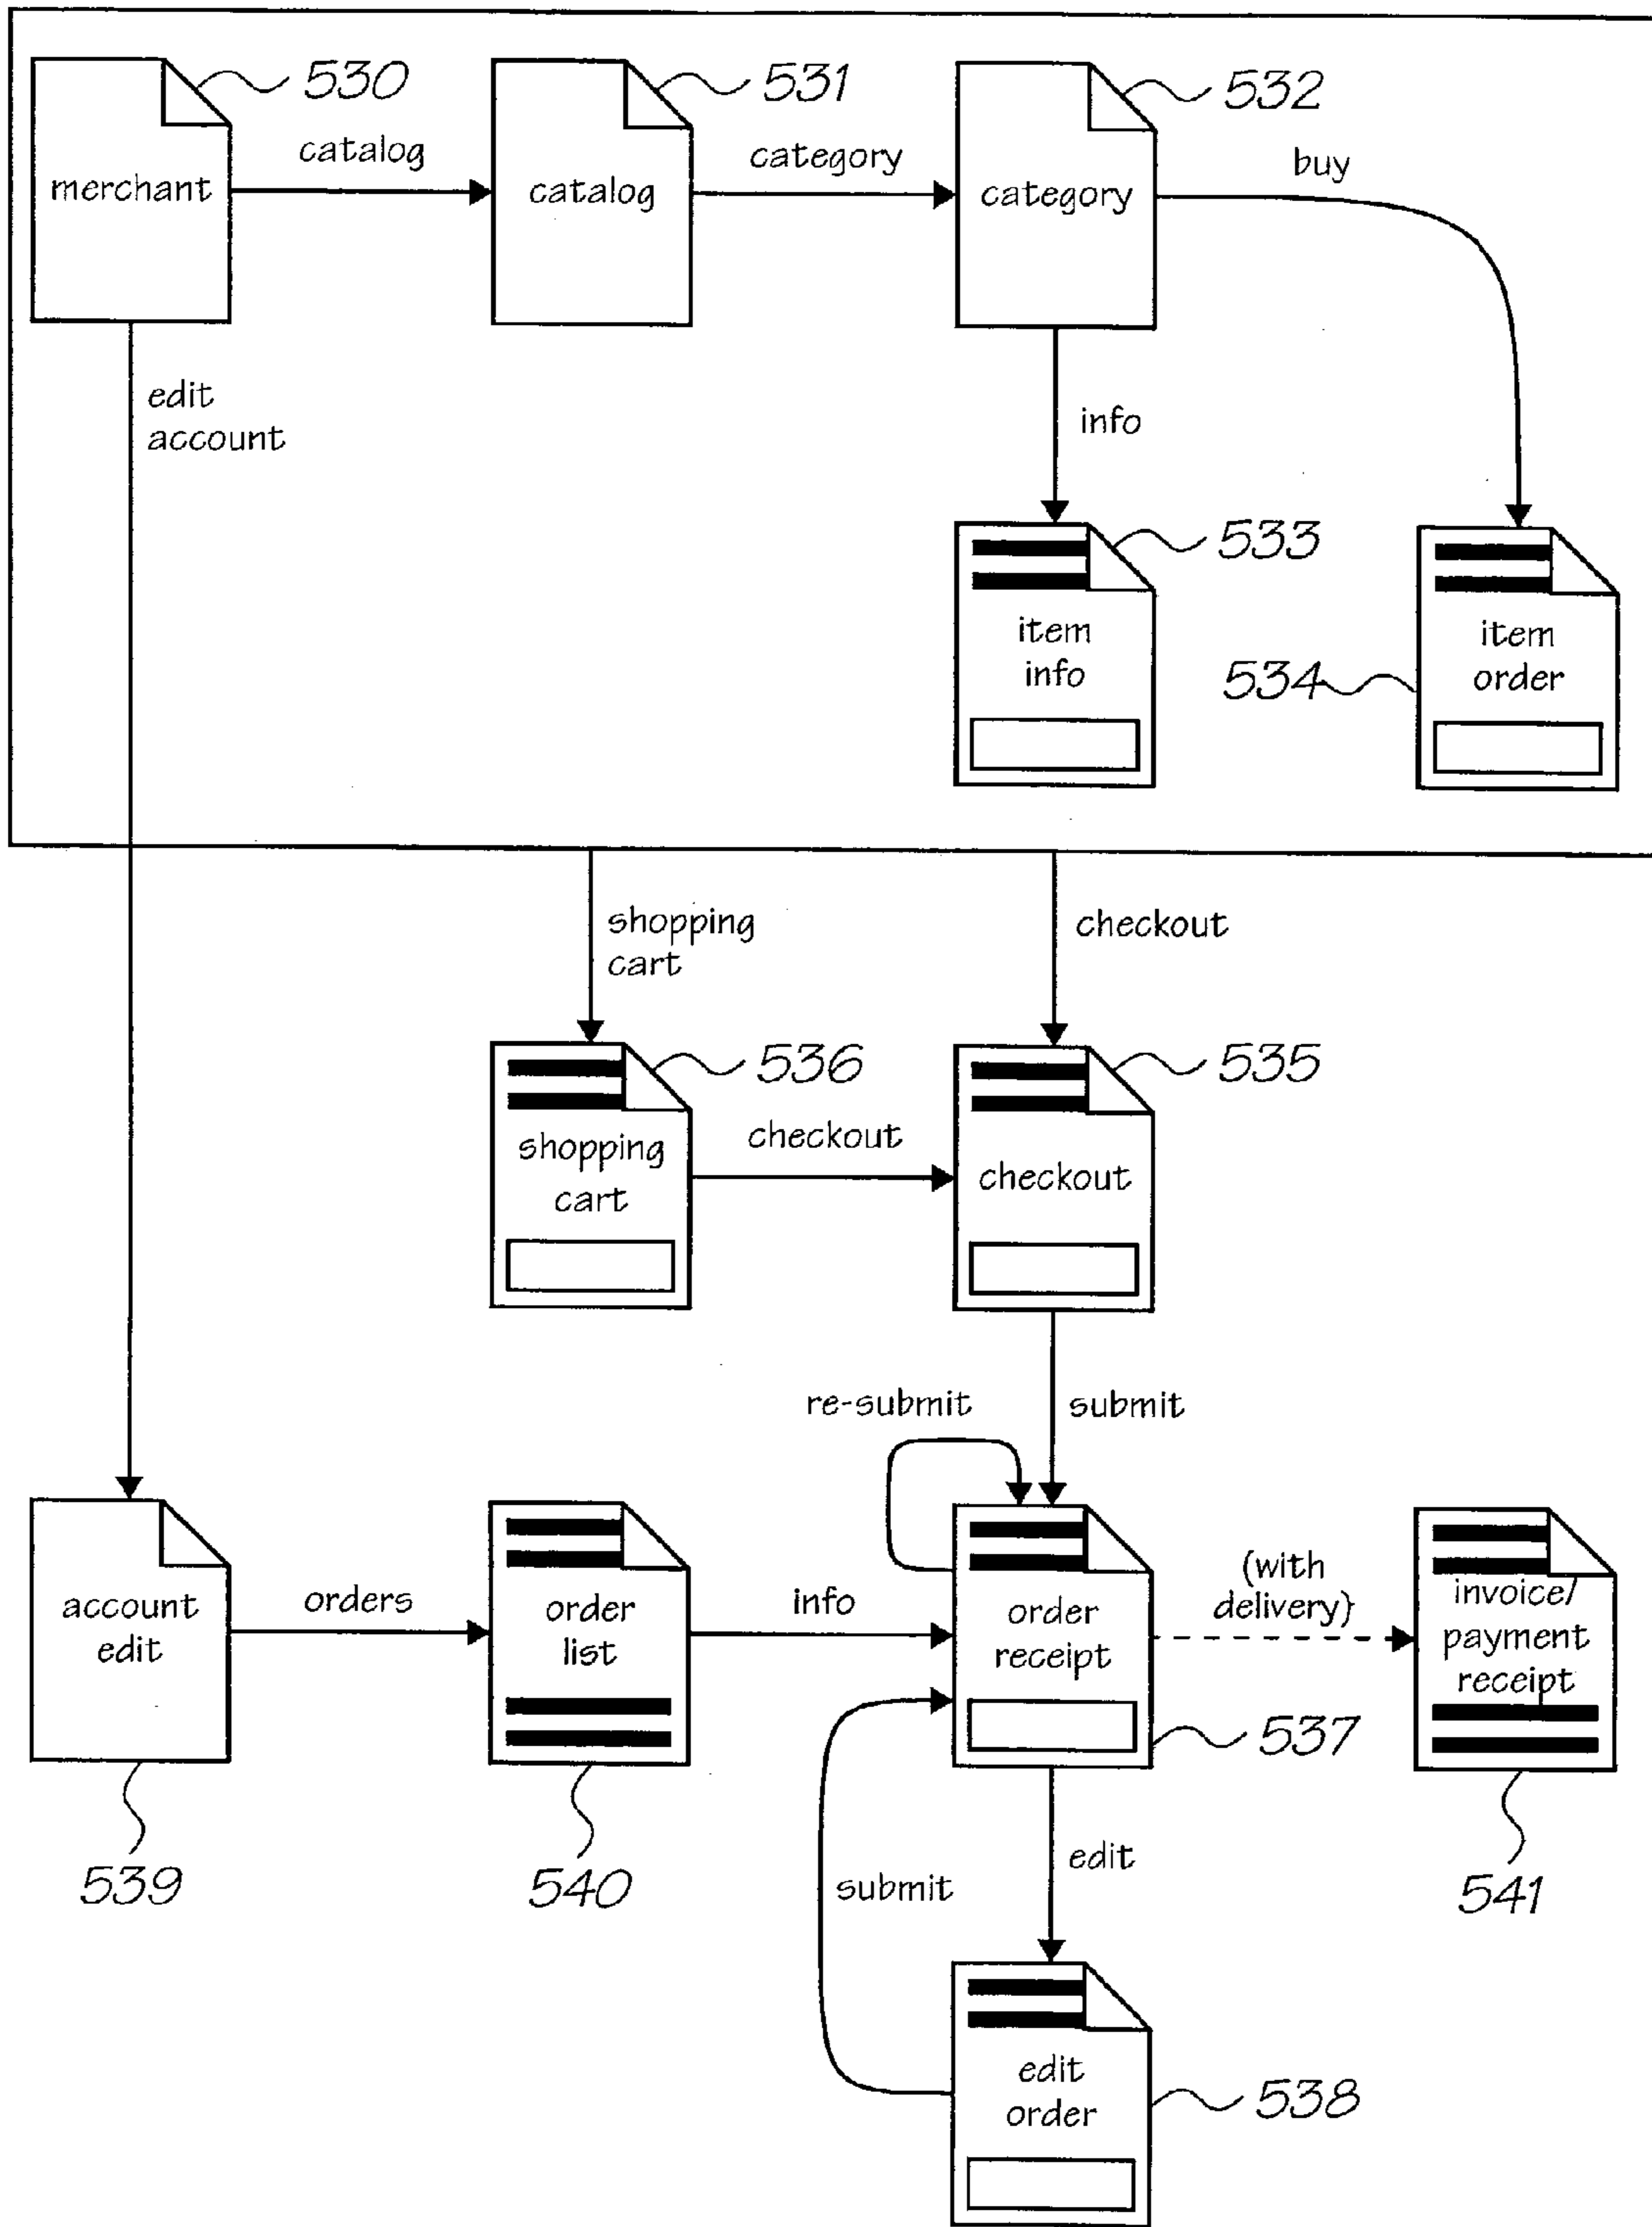 530
531
532
catalog
category
buy
merchant
catalog
category
edit
account
info
533
item
info
item
order
534
shopping
cart
checkout
536
535
shopping
cart
checkout
checkout
re-submit
submit
account
edit
orders
order
list
info
order
receipt
(with
delivery)
invoice/
payment
receipt
537
539
540
submit
edit
541
edit
order
538